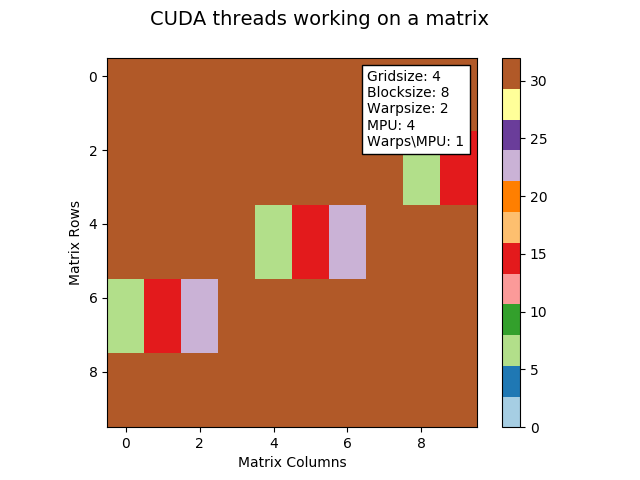 CUDA threads working on a matrix
Gridsize: 4
Blocksize: 8
Warpsize: 2
MPU: 4
Warps\MPU: 1
Matrix Rows
0
2
4
6
8
0 2 4 6 8
Matrix Columns
30
25
20
15
10
5
0